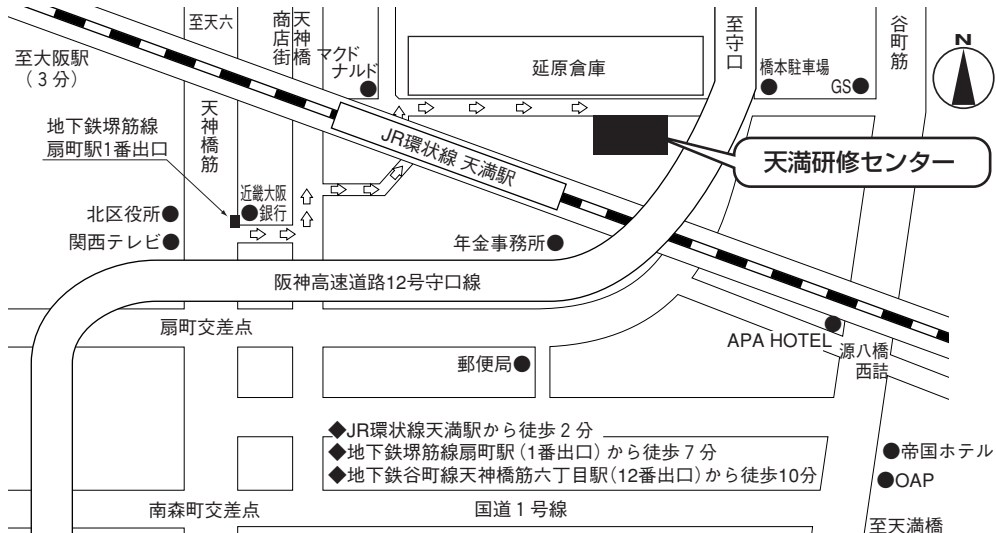 至天六
商店街
天神橋
マクド
ナルド
至大阪駅
（３分）
天神橋筋
地下鉄堺筋線
扇町駅1番出口
延原倉庫
至守口
橋本駐車場
GS
谷町筋
N
JR環状線 天満駅
天満研修センター
近畿大阪
銀行
北区役所
関西テレビ
年金事務所
阪神高速道路12号守口線
扇町交差点
APA HOTEL
源八橋
西詰
郵便局
◆JR環状線天満駅から徒歩２分
◆地下鉄堺筋線扇町駅（1番出口）から徒歩７分
◆地下鉄谷町線天神橋筋六丁目駅（12番出口）から徒歩10分
帝国ホテル
OAP
南森町交差点
国道１号線
至天満橋